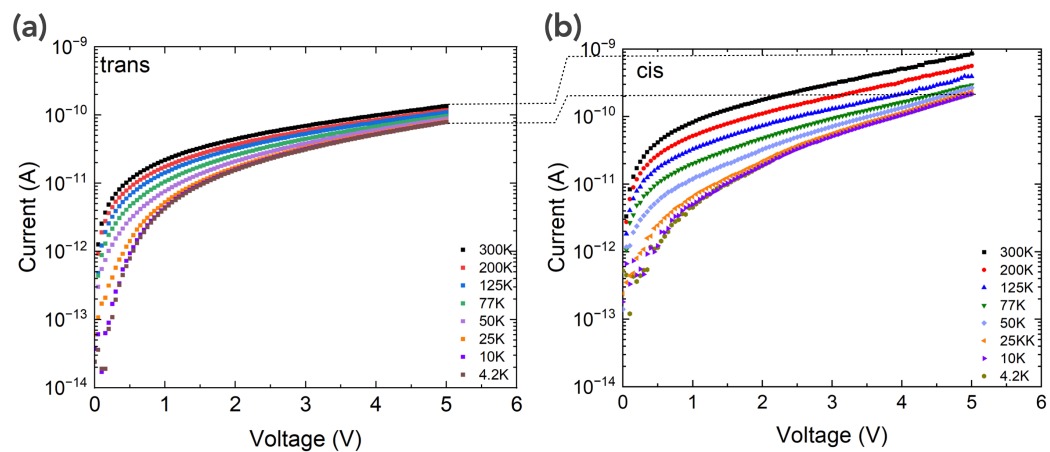 (a)
trans
Current (A)
10⁻⁹
10⁻¹⁰
10⁻¹¹
10⁻¹²
10⁻¹³
10⁻¹⁴
300K
200K
125K
77K
50K
25K
10K
4.2K
0 1 2 3 4 5 6
Voltage (V)
(b)
cis
Current (A)
10⁻⁹
10⁻¹⁰
10⁻¹¹
10⁻¹²
10⁻¹³
10⁻¹⁴
300K
200K
125K
77K
50K
25KK
10K
4.2K
0 1 2 3 4 5 6
Voltage (V)